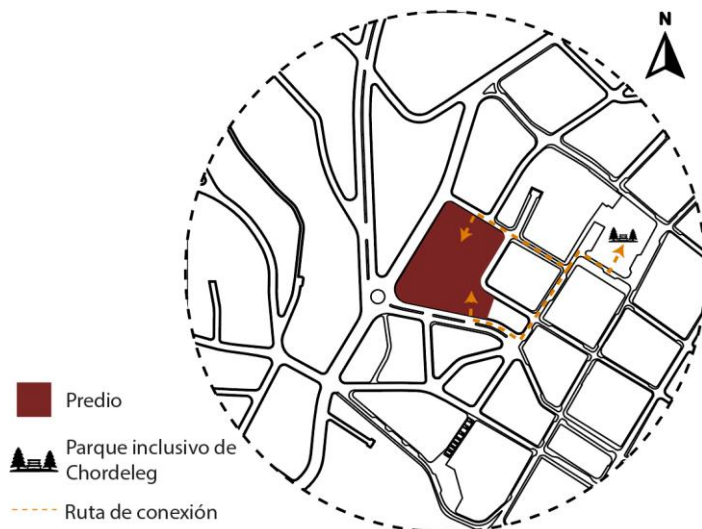 N
Predio
Parque inclusivo de
Chordeleg
Ruta de conexión